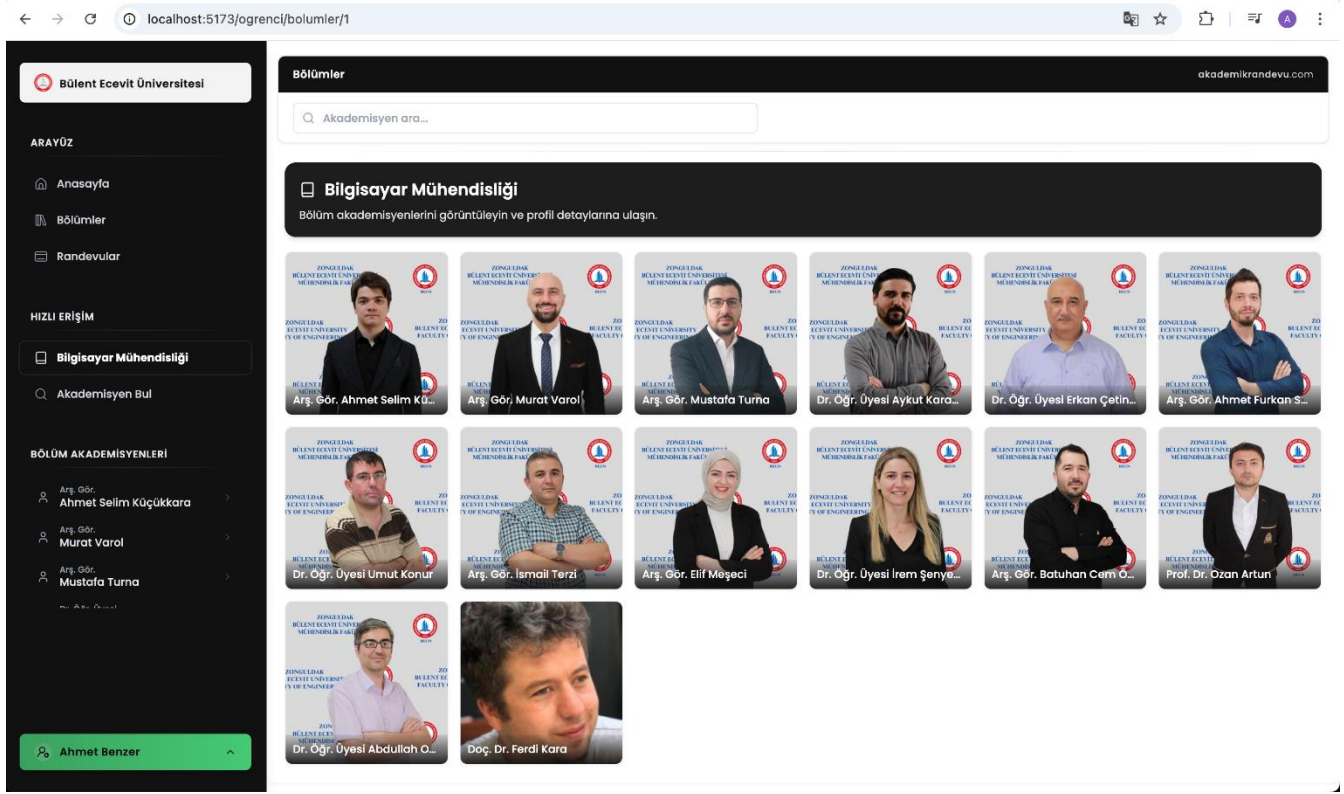 localhost:5173/ogrenci/bolumler/1
A
Bülent Ecevit Üniversitesi
ARAYÜZ
Anasayfa
Bölümler
Randevular
HIZLI ERİŞİM
Bilgisayar Mühendisliği
Akademisyen Bul
BÖLÜM AKADEMİSYENLERİ
Arş. Gör.
Ahmet Selim Küçükkara
Arş. Gör.
Murat Varol
Arş. Gör.
Mustafa Turna
Ahmet Benzer
Bölümler
akademikrandevu.com
Akademisyen ara...
Bilgisayar Mühendisliği
Bölüm akademisyenlerini görüntüleyin ve profil detaylarına ulaşın.
Arş. Gör. Ahmet Selim Kü...
Arş. Gör. Murat Varol
Arş. Gör. Mustafa Turna
Dr. Öğr. Üyesi Aykut Kara...
Dr. Öğr. Üyesi Erkan Çetin...
Arş. Gör. Ahmet Furkan S...
Dr. Öğr. Üyesi Umut Konur
Arş. Gör. İsmail Terzi
Arş. Gör. Elif Meşeci
Dr. Öğr. Üyesi İrem Şenye...
Arş. Gör. Batuhan Cem Ö...
Prof. Dr. Ozan Artun
Dr. Öğr. Üyesi Abdullah O...
Doç. Dr. Ferdi Kara